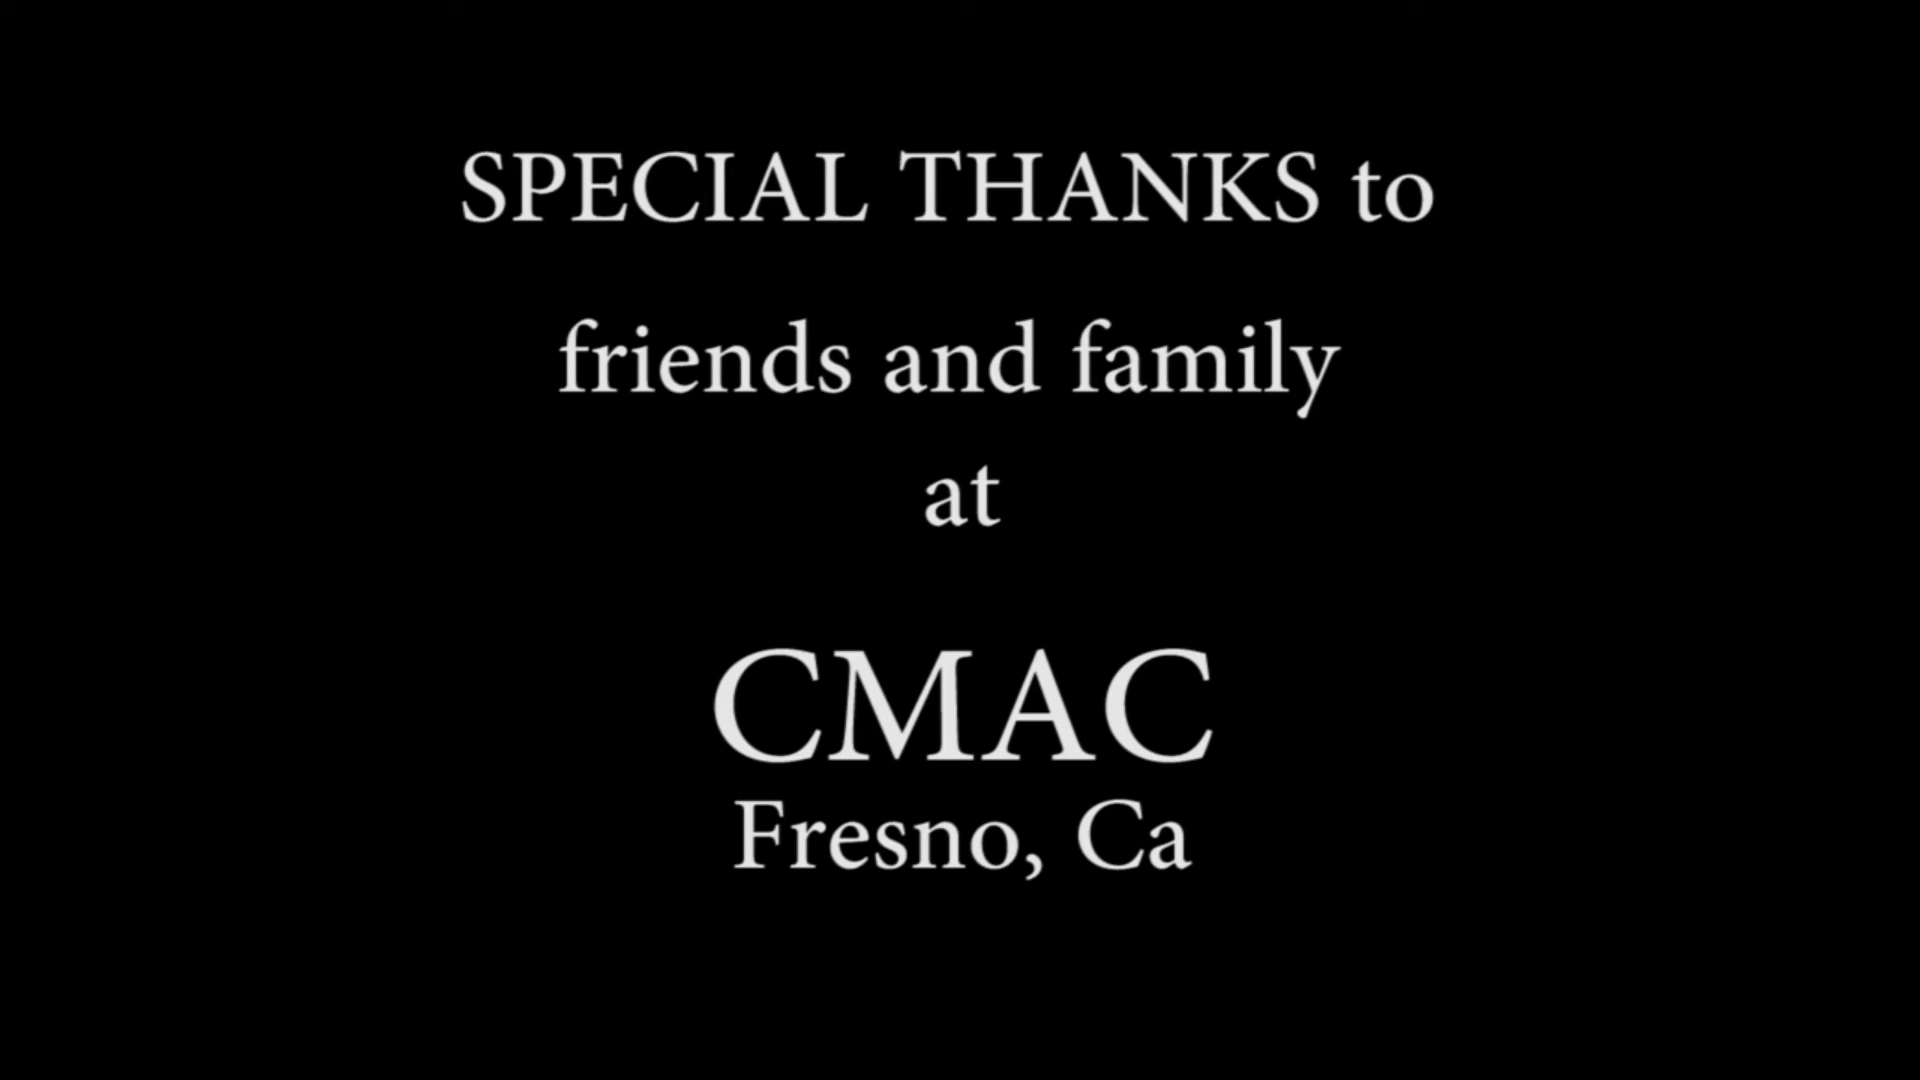 SPECIAL THANKS to
friends and family
at
CMAC
Fresno, Ca